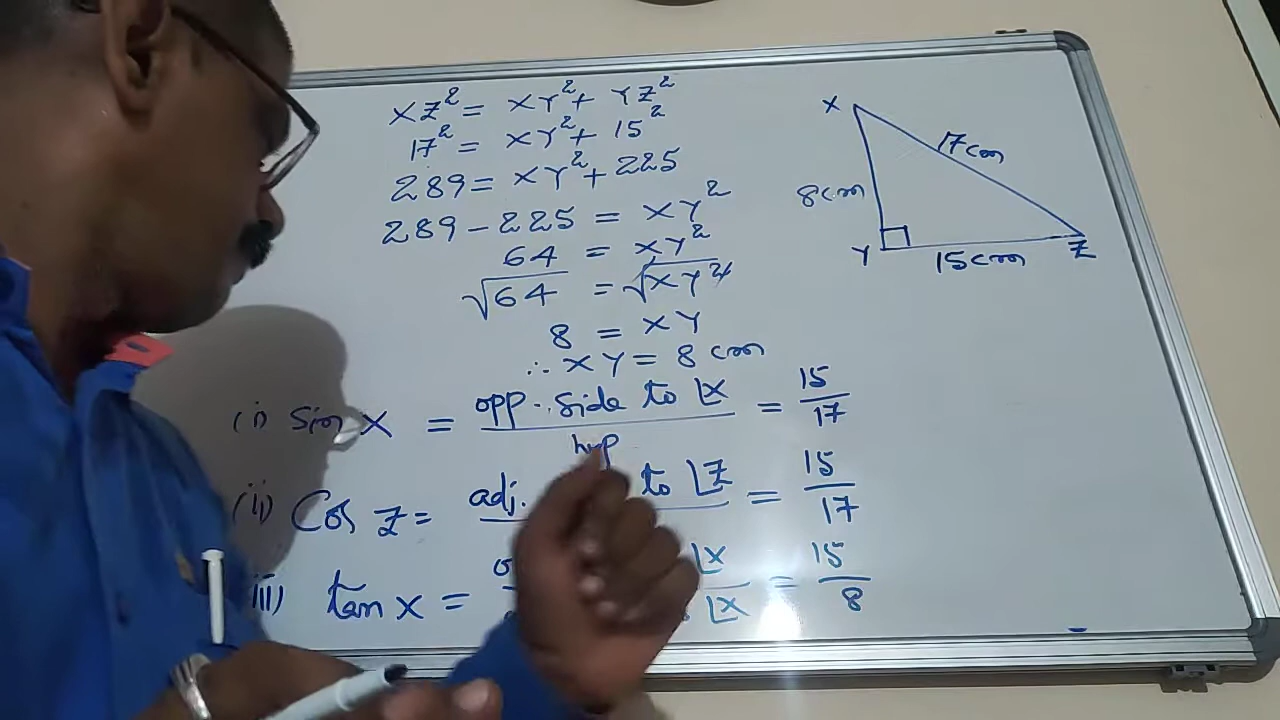 XZ² = XY² + YZ²
17² = XY² + 15²
289 = XY² + 225
289 - 225 = XY²
64 = XY²
√64 = √XY²
8 = XY
∴ XY = 8 cm
(i) sin X = opp. side to ∠X / hyp = 15/17
(ii) Cos Z = adj. to ∠Z = 15/17
iii) tan X = ∠X / ∠X = 15/8
X
17cm
8cm
Y
15cm
Z